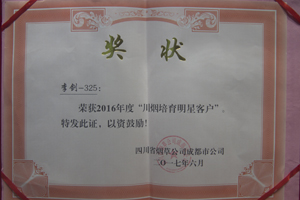 奖状
李剑-325：
荣获2016年度“川烟培育明星客户”，
特发此证，以资鼓励！
四川省烟草公司成都市公司
二〇一七年六月